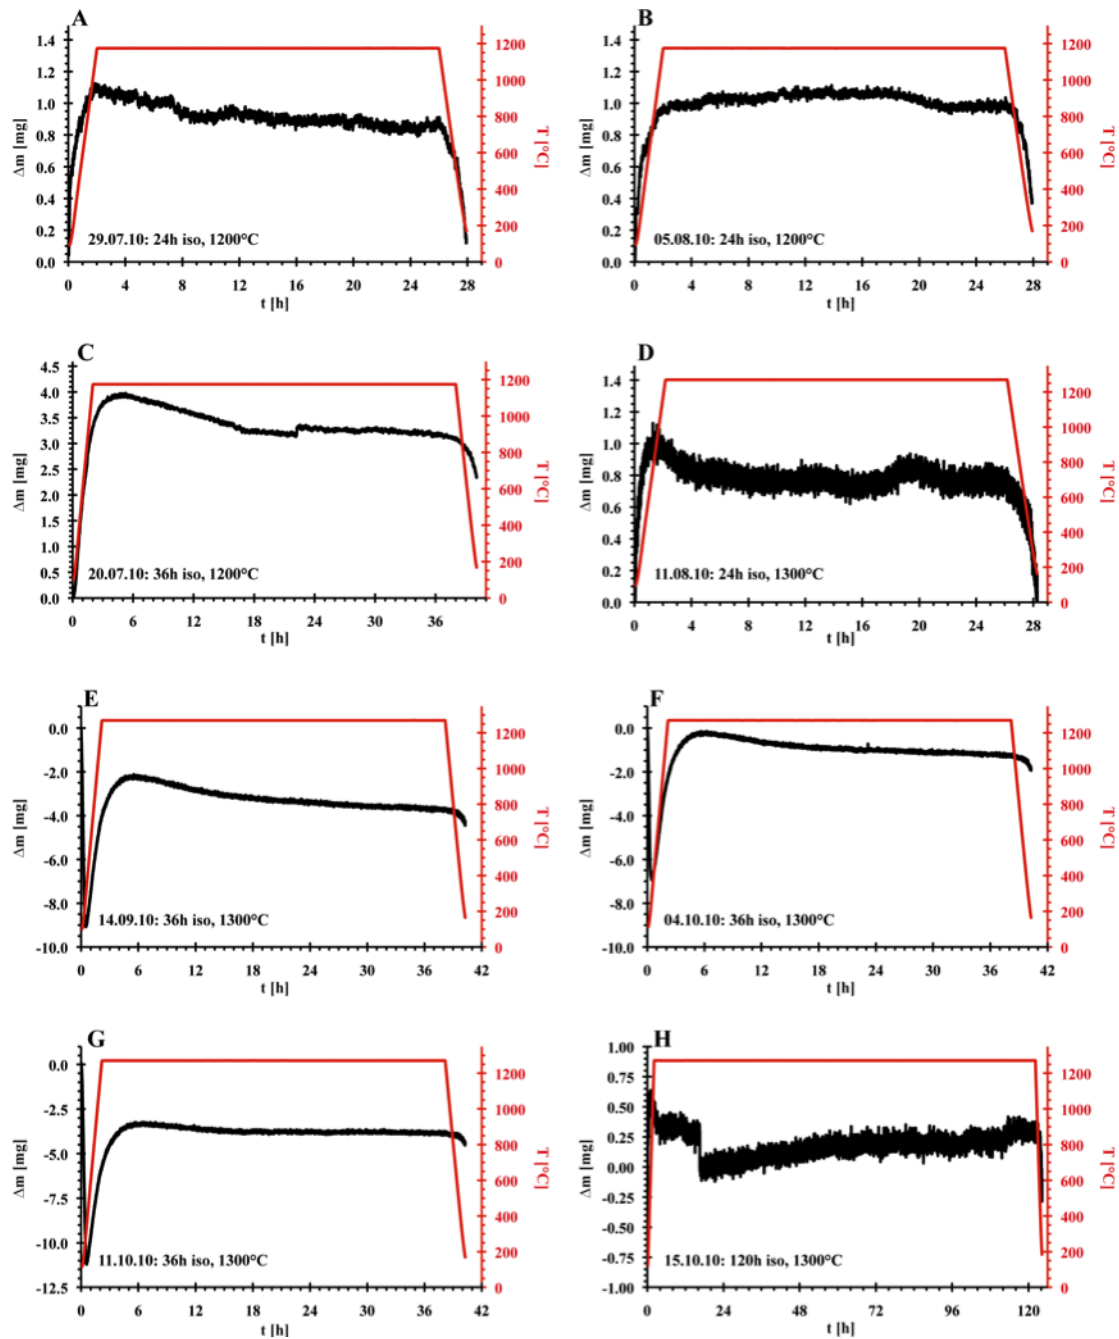 A
1.4
1.2
1.0
0.8
0.6
0.4
0.2
0.0
Δm [mg]
1200
1000
800
600
400
200
0
T [°C]
29.07.10: 24h iso, 1200°C
0 4 8 12 16 20 24 28
t [h]
B
1.4
1.2
1.0
0.8
0.6
0.4
0.2
0.0
Δm [mg]
1200
1000
800
600
400
200
0
T [°C]
05.08.10: 24h iso, 1200°C
0 4 8 12 16 20 24 28
t [h]
C
4.5
4.0
3.5
3.0
2.5
2.0
1.5
1.0
0.5
0.0
Δm [mg]
1200
1000
800
600
400
200
0
T [°C]
20.07.10: 36h iso, 1200°C
0 6 12 18 24 30 36
t [h]
D
1.4
1.2
1.0
0.8
0.6
0.4
0.2
0.0
Δm [mg]
1200
1000
800
600
400
200
0
T [°C]
11.08.10: 24h iso, 1300°C
0 4 8 12 16 20 24 28
t [h]
E
0.0
-2.0
-4.0
-6.0
-8.0
-10.0
Δm [mg]
1200
1000
800
600
400
200
0
T [°C]
14.09.10: 36h iso, 1300°C
0 6 12 18 24 30 36 42
t [h]
F
0.0
-2.0
-4.0
-6.0
-8.0
-10.0
Δm [mg]
1200
1000
800
600
400
200
0
T [°C]
04.10.10: 36h iso, 1300°C
0 6 12 18 24 30 36 42
t [h]
G
0.0
-2.5
-5.0
-7.5
-10.0
-12.5
Δm [mg]
1200
1000
800
600
400
200
0
T [°C]
11.10.10: 36h iso, 1300°C
0 6 12 18 24 30 36 42
t [h]
H
1.00
0.75
0.50
0.25
0.00
-0.25
-0.50
-0.75
-1.00
Δm [mg]
1200
1000
800
600
400
200
0
T [°C]
15.10.10: 120h iso, 1300°C
0 24 48 72 96 120
t [h]